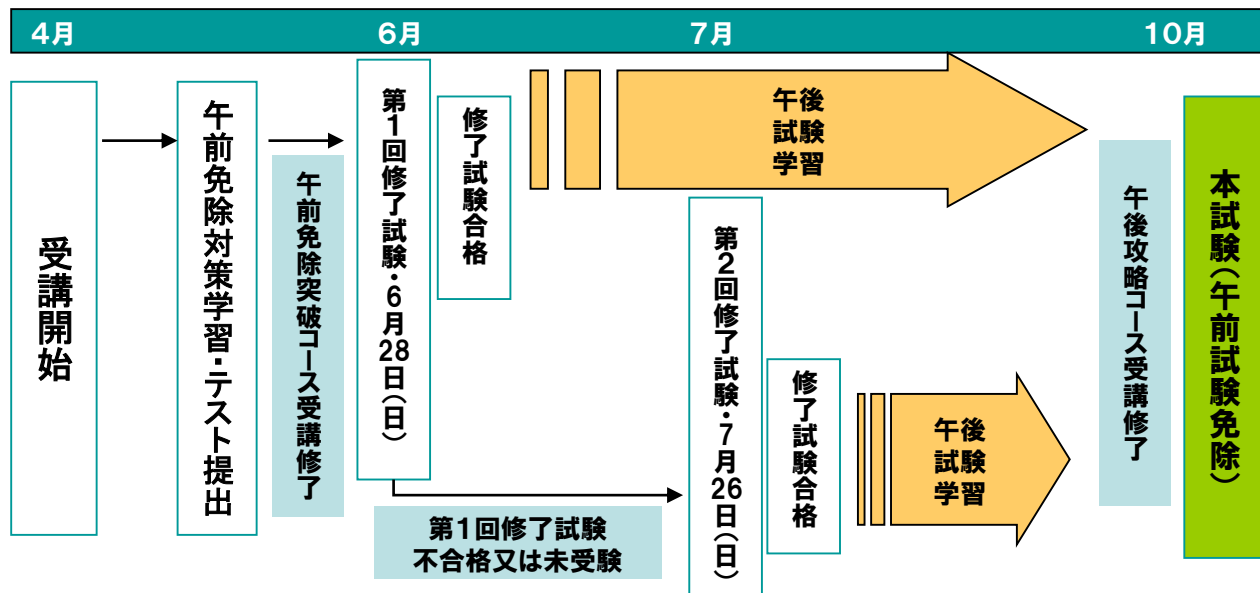 4月
6月
7月
10月
受講開始
午前免除対策学習・テスト提出
午前免除突破コース受講修了
第1回修了試験・6月28日(日)
修了試験合格
午後
試験
学習
第1回修了試験
不合格又は未受験
第2回修了試験・7月26日(日)
修了試験合格
午後
試験
学習
午後攻略コース受講修了
本試験(午前試験免除)